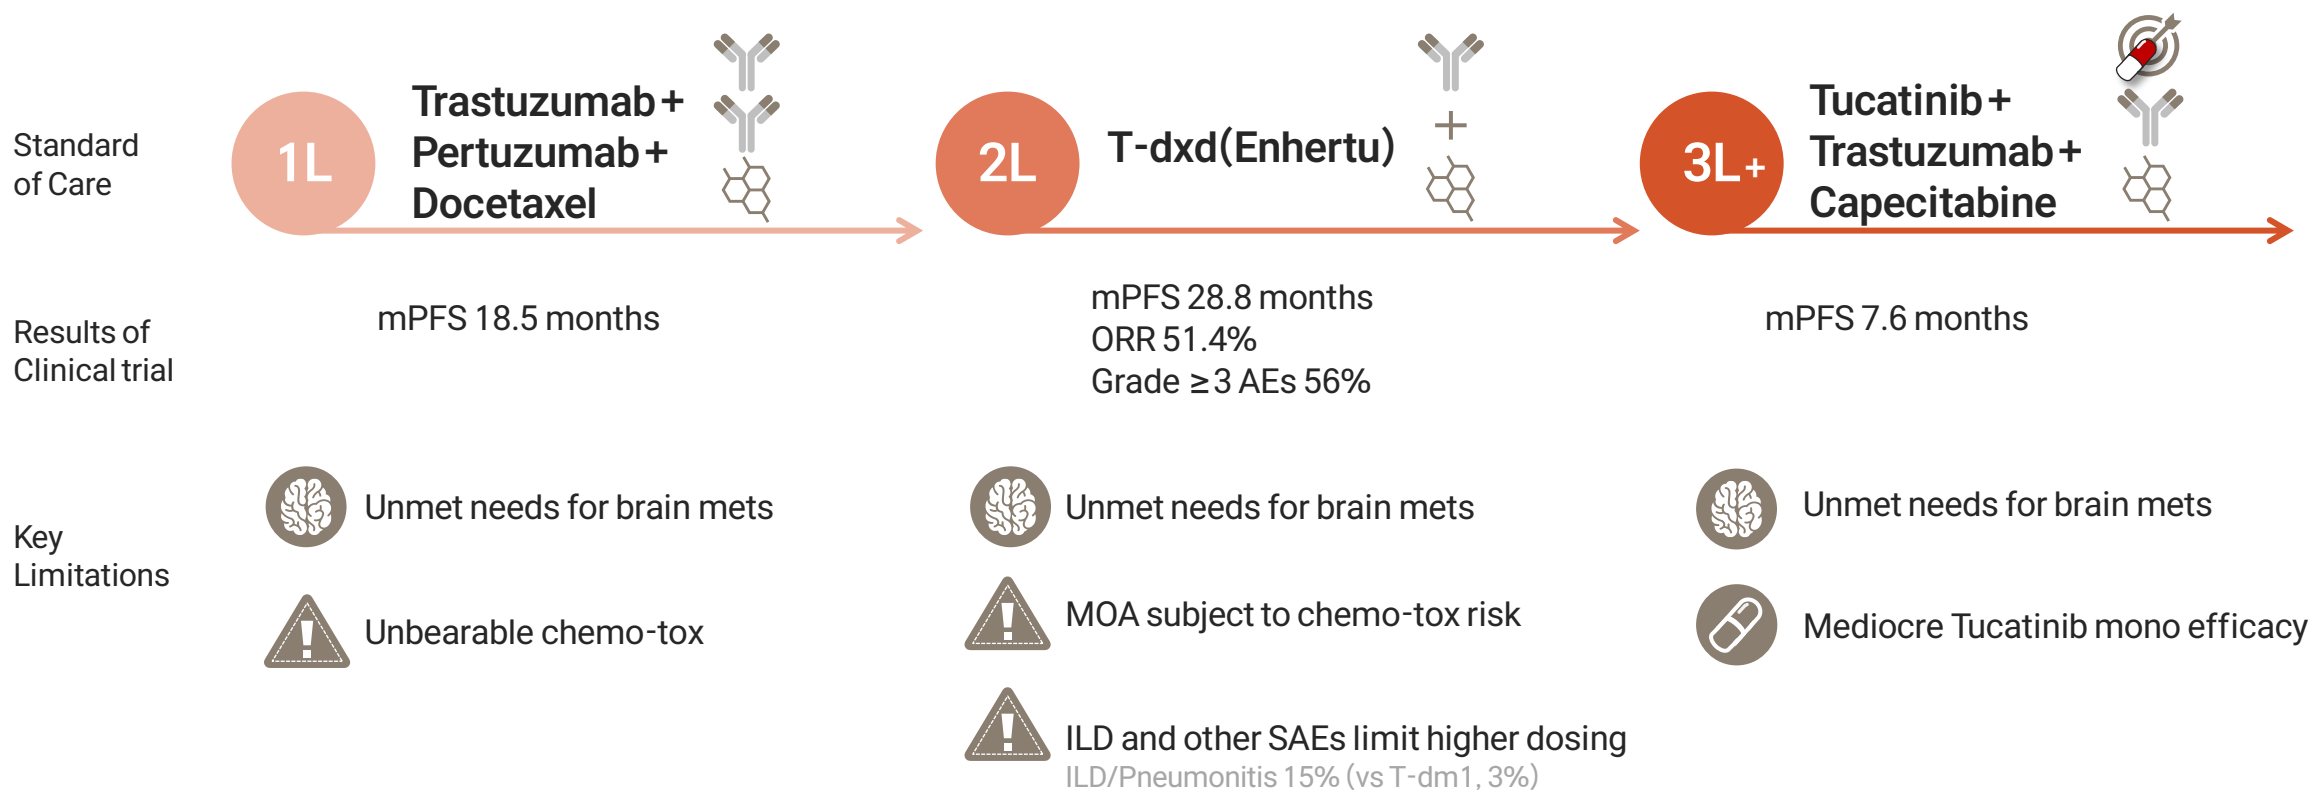 Standard
of Care
1L
Trastuzumab+
Pertuzumab+
Docetaxel
2L
T-dxd(Enhertu)
3L+
Tucatinib+
Trastuzumab+
Capecitabine
Results of
Clinical trial
mPFS 18.5 months
mPFS 28.8 months
ORR 51.4%
Grade ≥3 AEs 56%
mPFS 7.6 months
Key
Limitations
Unmet needs for brain mets
Unbearable chemo-tox
Unmet needs for brain mets
MOA subject to chemo-tox risk
ILD and other SAEs limit higher dosing
ILD/Pneumonitis 15% (vs T-dm1, 3%)
Unmet needs for brain mets
Mediocre Tucatinib mono efficacy